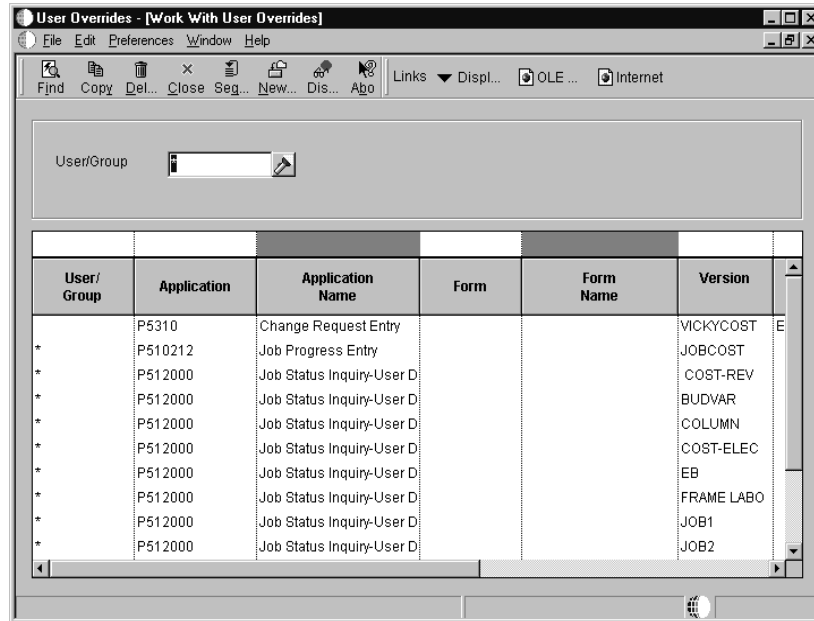 User Overrides - [Work With User Overrides]
File Edit Preferences Window Help
Find Copy Del... Close Seq... New... Dis... Abo Links Displ... OLE ... Internet
User/Group *
User/ Group Application Application Name Form Form Name Version
P5310 Change Request Entry VICKYCOST E
* P510212 Job Progress Entry JOBCOST
* P512000 Job Status Inquiry-User D COST-REV
* P512000 Job Status Inquiry-User D BUDVAR
* P512000 Job Status Inquiry-User D COLUMN
* P512000 Job Status Inquiry-User D COST-ELEC
* P512000 Job Status Inquiry-User D EB
* P512000 Job Status Inquiry-User D FRAME LABO
* P512000 Job Status Inquiry-User D JOB1
* P512000 Job Status Inquiry-User D JOB2